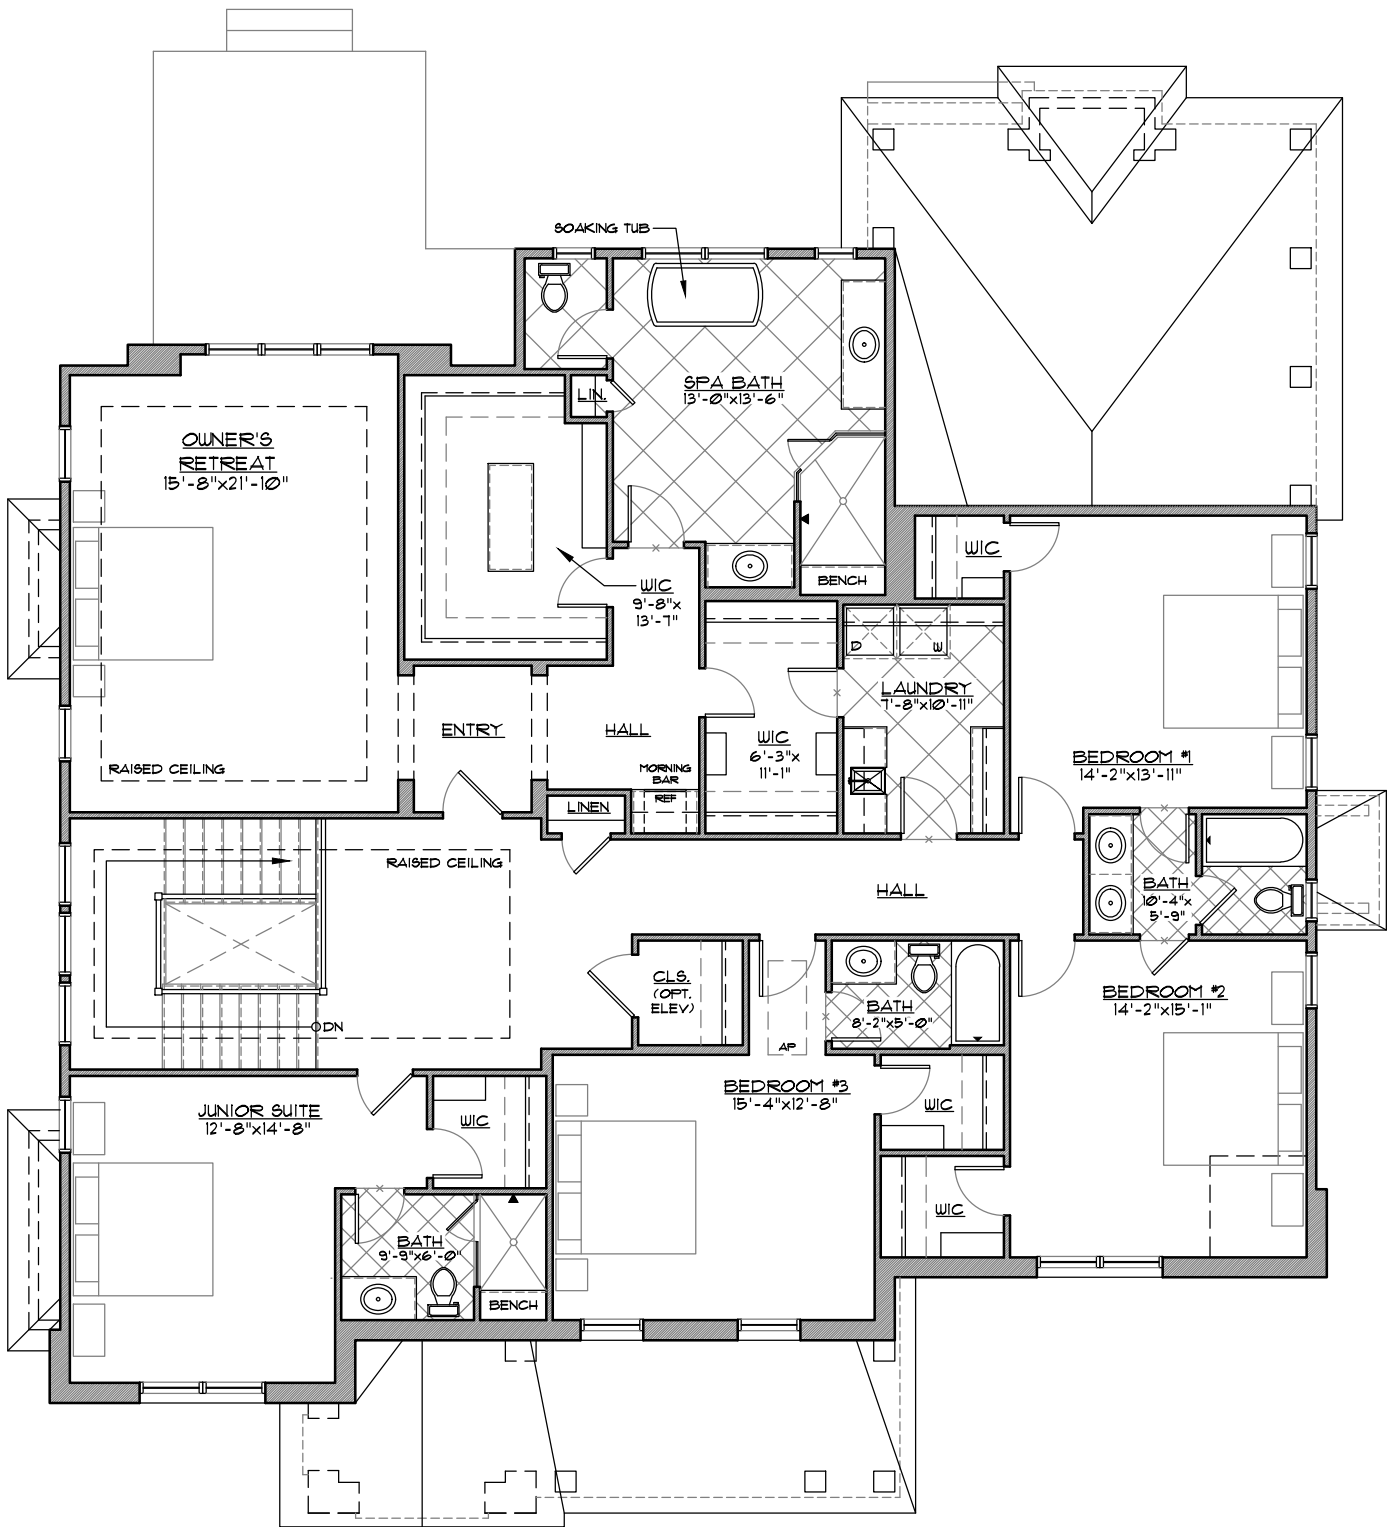 SOAKING TUB
SPA BATH
13'-0"x13'-6"
LIN.
OWNER'S
RETREAT
15'-8"x21'-10"
WIC
9'-8"x
13'-7"
BENCH
WIC
D
W
LAUNDRY
7'-8"x10'-11"
ENTRY
HALL
WIC
6'-3"x
11'-1"
BEDROOM #1
14'-2"x13'-11"
RAISED CEILING
MORNING
BAR
REF
LINEN
RAISED CEILING
HALL
BATH
10'-4"x
5'-9"
CLS.
(OPT.
ELEV)
BATH
8'-2"x5'-0"
BEDROOM #2
14'-2"x15'-1"
DN
AP
BEDROOM #3
15'-4"x12'-8"
JUNIOR SUITE
12'-8"x14'-8"
WIC
WIC
WIC
BATH
9'-9"x6'-0"
BENCH